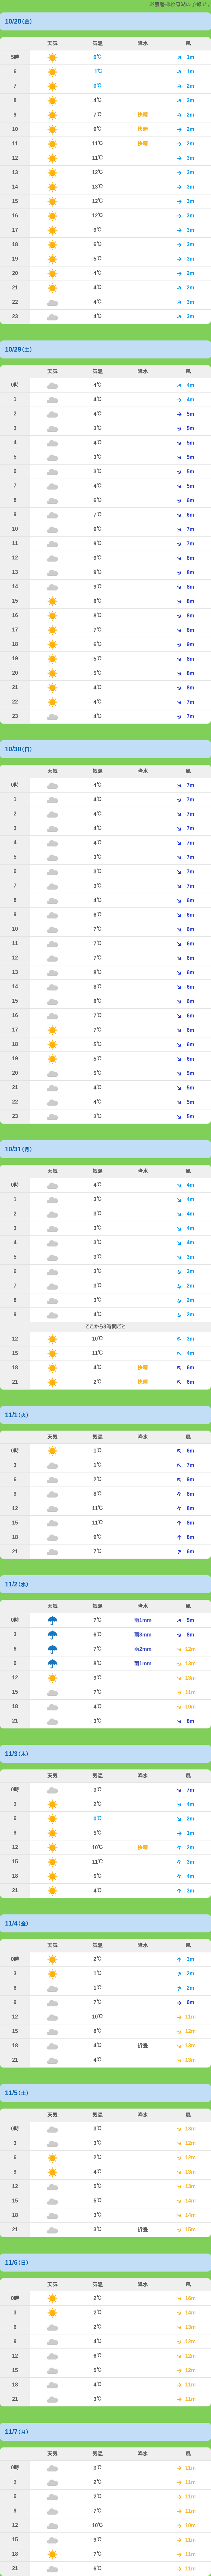 ※裏磐梯桧原湖の予報です
10/28(金)
天気 気温 降水 風
5時 0℃ 1m
6 -1℃ 1m
7 0℃ 2m
8 4℃ 2m
9 7℃ 快適 2m
10 9℃ 快適 2m
11 11℃ 快適 2m
12 11℃ 3m
13 12℃ 3m
14 13℃ 3m
15 12℃ 3m
16 12℃ 3m
17 9℃ 3m
18 6℃ 3m
19 5℃ 3m
20 4℃ 2m
21 4℃ 2m
22 4℃ 3m
23 4℃ 3m
10/29(土)
天気 気温 降水 風
0時 4℃ 4m
1 4℃ 4m
2 4℃ 5m
3 3℃ 5m
4 4℃ 5m
5 3℃ 5m
6 3℃ 5m
7 4℃ 5m
8 6℃ 6m
9 7℃ 6m
10 9℃ 7m
11 9℃ 7m
12 9℃ 8m
13 9℃ 8m
14 9℃ 8m
15 8℃ 8m
16 8℃ 8m
17 7℃ 8m
18 6℃ 9m
19 5℃ 8m
20 5℃ 8m
21 4℃ 8m
22 4℃ 7m
23 4℃ 7m
10/30(日)
天気 気温 降水 風
0時 4℃ 7m
1 4℃ 7m
2 4℃ 7m
3 4℃ 7m
4 4℃ 7m
5 3℃ 7m
6 3℃ 7m
7 3℃ 7m
8 4℃ 6m
9 6℃ 6m
10 7℃ 6m
11 7℃ 6m
12 7℃ 6m
13 8℃ 6m
14 8℃ 6m
15 8℃ 6m
16 7℃ 6m
17 7℃ 6m
18 5℃ 6m
19 5℃ 6m
20 5℃ 5m
21 4℃ 5m
22 4℃ 5m
23 3℃ 5m
10/31(月)
天気 気温 降水 風
0時 4℃ 4m
1 3℃ 4m
2 3℃ 4m
3 3℃ 4m
4 3℃ 4m
5 3℃ 3m
6 3℃ 3m
7 3℃ 2m
8 3℃ 2m
9 4℃ 2m
ここから3時間ごと
12 10℃ 3m
15 11℃ 4m
18 4℃ 快晴 6m
21 2℃ 快晴 6m
11/1(火)
天気 気温 降水 風
0時 1℃ 6m
3 1℃ 7m
6 2℃ 9m
9 8℃ 8m
12 11℃ 8m
15 11℃ 8m
18 9℃ 8m
21 7℃ 6m
11/2(水)
天気 気温 降水 風
0時 7℃ 雨1mm 5m
3 6℃ 雨3mm 8m
6 7℃ 雨2mm 12m
9 8℃ 雨1mm 13m
12 9℃ 13m
15 7℃ 11m
18 4℃ 10m
21 3℃ 8m
11/3(木)
天気 気温 降水 風
0時 3℃ 7m
3 2℃ 4m
6 0℃ 2m
9 5℃ 1m
12 10℃ 快晴 2m
15 11℃ 3m
18 5℃ 4m
21 4℃ 3m
11/4(金)
天気 気温 降水 風
0時 2℃ 3m
3 1℃ 2m
6 1℃ 2m
9 7℃ 6m
12 10℃ 11m
15 8℃ 12m
18 4℃ 折畳 13m
21 4℃ 13m
11/5(土)
天気 気温 降水 風
0時 3℃ 12m
3 3℃ 12m
6 2℃ 12m
9 4℃ 13m
12 5℃ 13m
15 5℃ 14m
18 3℃ 14m
21 3℃ 折畳 15m
11/6(日)
天気 気温 降水 風
0時 2℃ 16m
3 2℃ 14m
6 2℃ 13m
9 4℃ 12m
12 6℃ 12m
15 5℃ 12m
18 4℃ 11m
21 3℃ 11m
11/7(月)
天気 気温 降水 風
0時 3℃ 11m
3 2℃ 11m
6 2℃ 11m
9 7℃ 11m
12 10℃ 10m
15 9℃ 11m
18 7℃ 11m
21 6℃ 11m